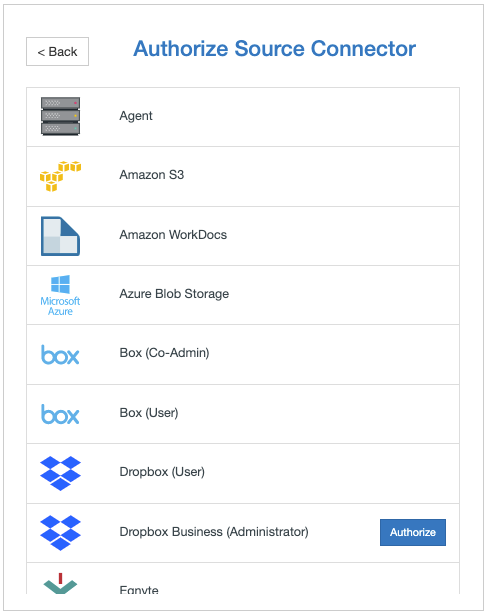 < Back
Authorize Source Connector
Agent
Amazon S3
Amazon WorkDocs
Microsoft
Azure
Azure Blob Storage
box
Box (Co-Admin)
box
Box (User)
Dropbox (User)
Dropbox Business (Administrator)
Authorize
Egnyte